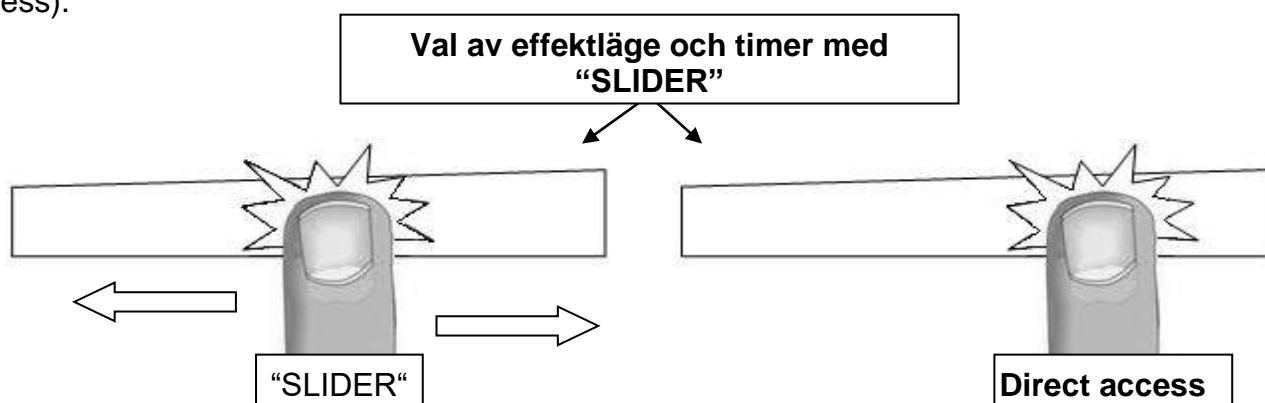 ess).
Val av effektläge och timer med
“SLIDER”
“SLIDER“
Direct access